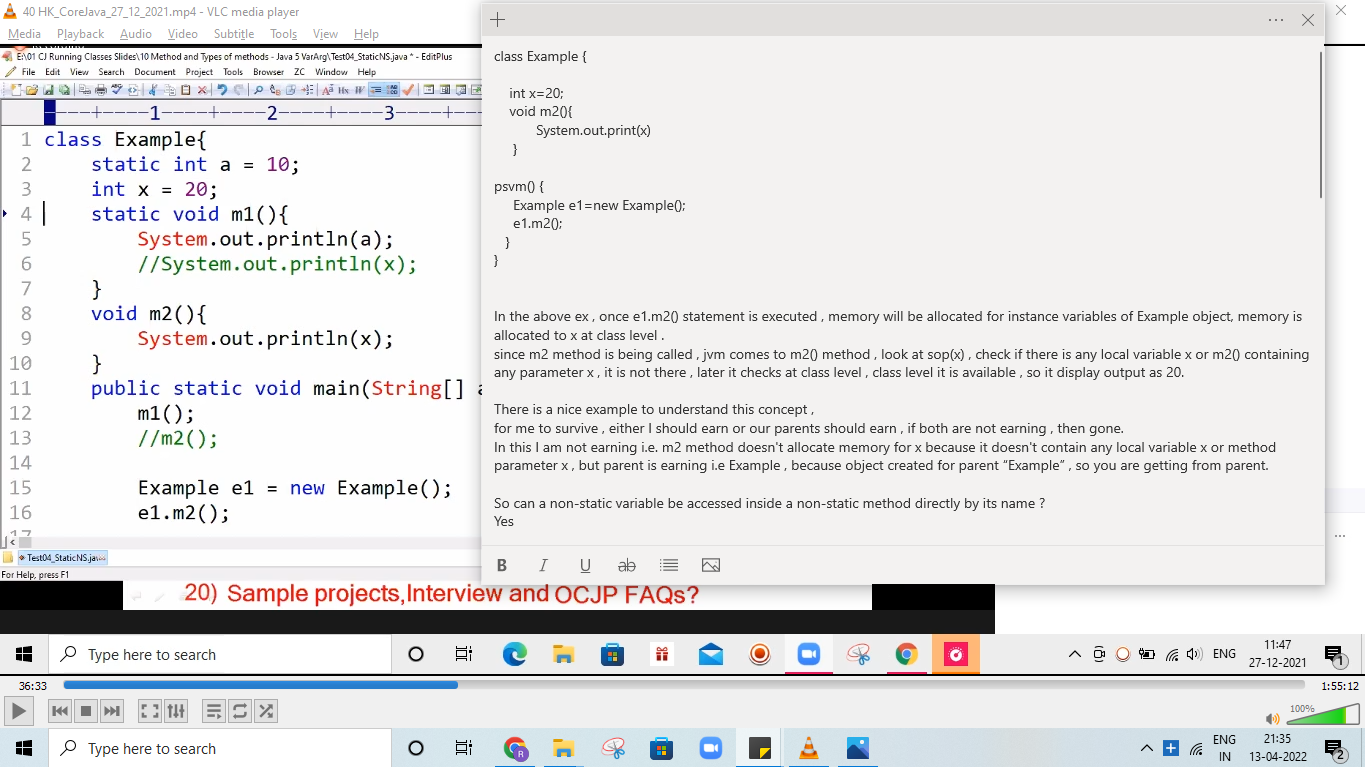 40 HK_CoreJava_27_12_2021.mp4 - VLC media player
Media Playback Audio Video Subtitle Tools View Help
E:\01 CJ Running Classes Slides\10 Method and Types of methods - Java 5 VarArg\Test04_StaticNS.java * - EditPlus
File Edit View Search Document Project Tools Browser ZC Window Help
----+----1----+----2----+----3----+--
1 class Example{
2 static int a = 10;
3 int x = 20;
4 static void m1(){
5 System.out.println(a);
6 //System.out.println(x);
7 }
8 void m2(){
9 System.out.println(x);
10 }
11 public static void main(String[] a
12 m1();
13 //m2();
14
15 Example e1 = new Example();
16 e1.m2();
17
Test04_StaticNS.java
For Help, press F1
20) Sample projects,Interview and OCJP FAQs?
class Example {
int x=20;
void m2(){
System.out.print(x)
}
psvm() {
Example e1=new Example();
e1.m2();
}
}
In the above ex , once e1.m2() statement is executed , memory will be allocated for instance variables of Example object, memory is
allocated to x at class level .
since m2 method is being called , jvm comes to m2() method , look at sop(x) , check if there is any local variable x or m2() containing
any parameter x , it is not there , later it checks at class level , class level it is available , so it display output as 20.
There is a nice example to understand this concept ,
for me to survive , either I should earn or our parents should earn , if both are not earning , then gone.
In this I am not earning i.e. m2 method doesn't allocate memory for x because it doesn't contain any local variable x or method
parameter x , but parent is earning i.e Example , because object created for parent “Example” , so you are getting from parent.
So can a non-static variable be accessed inside a non-static method directly by its name ?
Yes
B I U ab
Type here to search
ENG
11:47
27-12-2021
1
36:33
1:55:12
100%
Type here to search
ENG
IN
21:35
13-04-2022
2